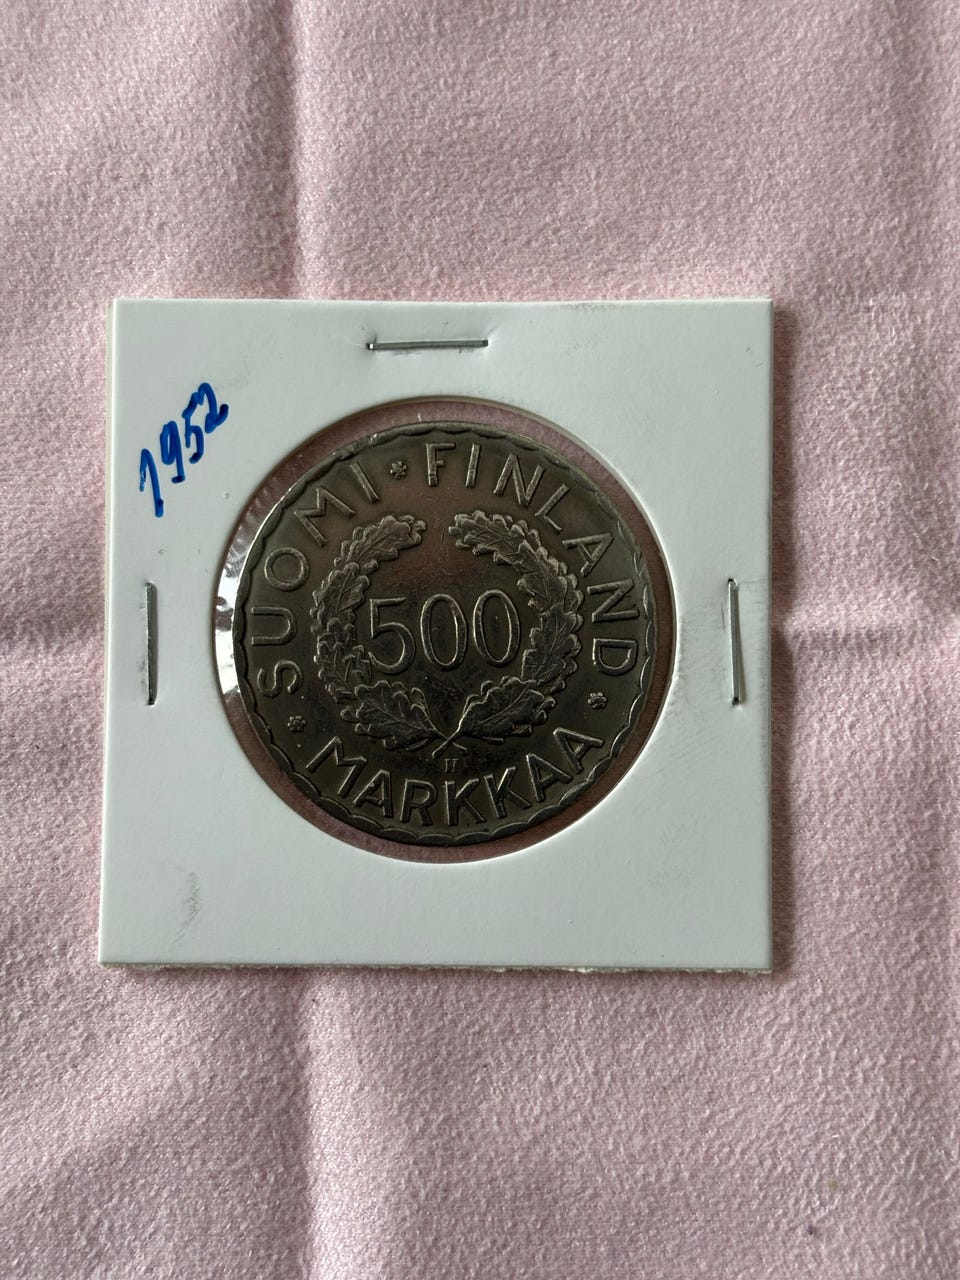 1952
SUOMI • FINLAND
500
H
MARKKAA